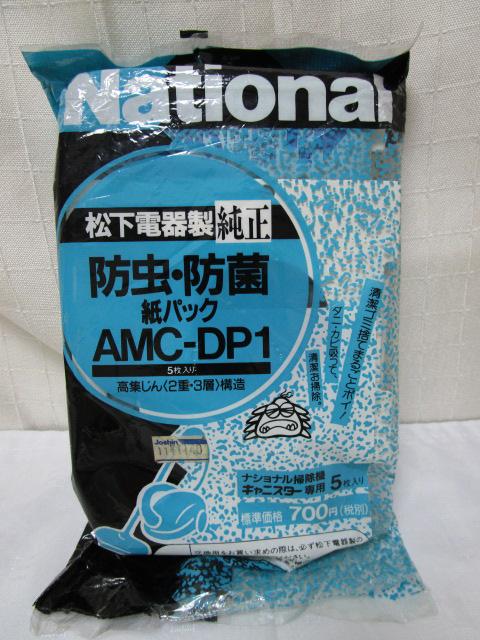 National
松下電器製 純正
防虫・防菌
紙パック
AMC-DP1
5枚入り
高集じん〈2重・3層〉構造
清潔ゴミ捨てまるごとポイ!
ダニ・カビ吸って、
清潔お掃除。
Joshin
ナショナル掃除機
キャニスター専用 5枚入り
標準価格 700円(税別)